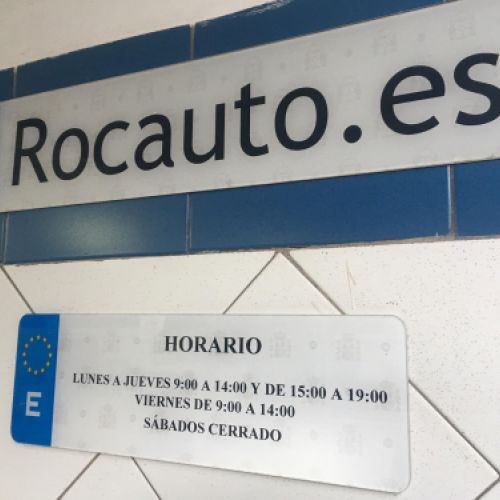 Rocauto.es
HORARIO
LUNES A JUEVES 9:00 A 14:00 Y DE 15:00 A 19:00
VIERNES DE 9:00 A 14:00
SÁBADOS CERRADO
E